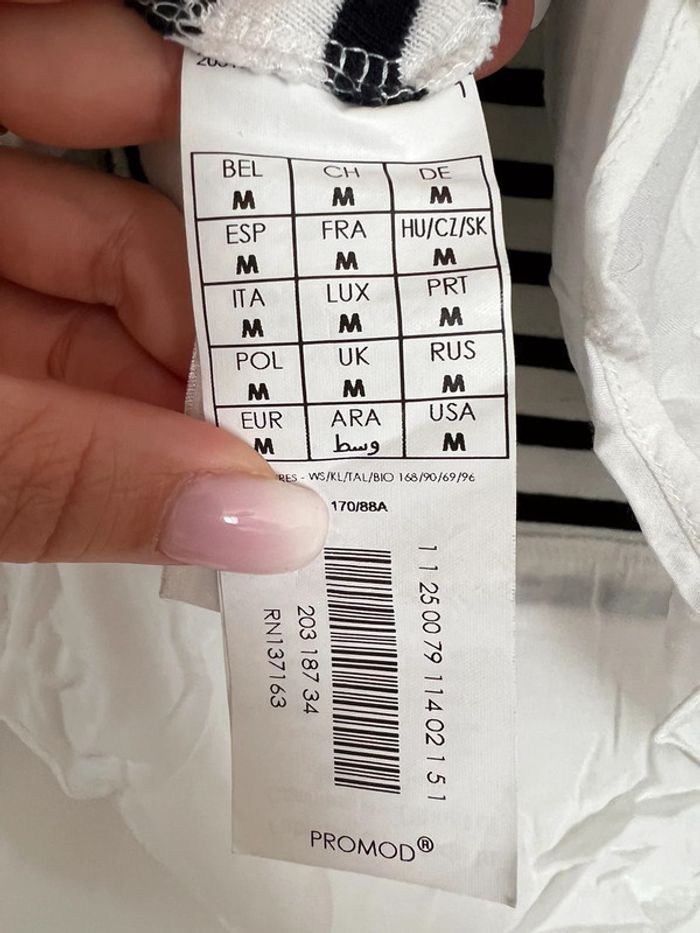 BEL CH DE
M M M
ESP FRA HU/CZ/SK
M M M
ITA LUX PRT
M M M
POL UK RUS
M M M
EUR ARA USA
M وسط M
RES - WS/KL/TAL/BIO 168/90/69/96
170/88A
1 1 25 00 79 114 02 1 5 1
203 187 34
RN137163
PROMOD®